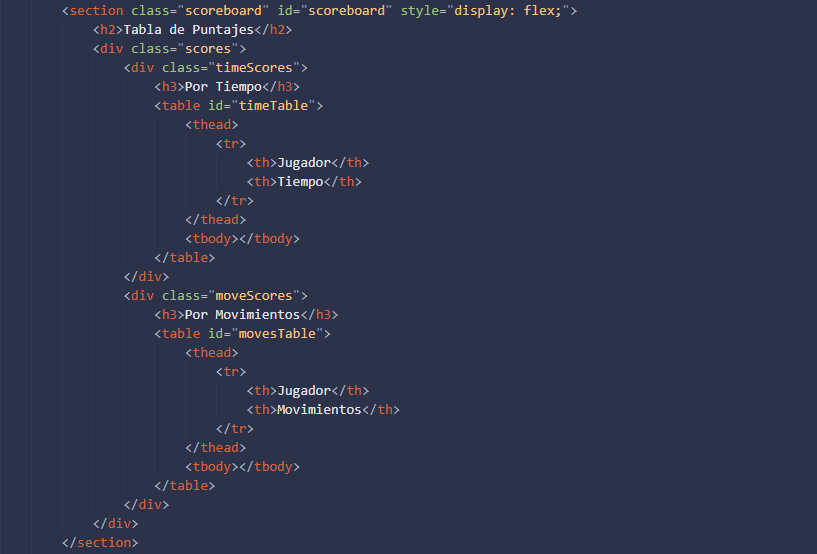 <section class="scoreboard" id="scoreboard" style="display: flex;">
<h2>Tabla de Puntajes</h2>
<div class="scores">
<div class="timeScores">
<h3>Por Tiempo</h3>
<table id="timeTable">
<thead>
<tr>
<th>Jugador</th>
<th>Tiempo</th>
</tr>
</thead>
<tbody></tbody>
</table>
</div>
<div class="moveScores">
<h3>Por Movimientos</h3>
<table id="movesTable">
<thead>
<tr>
<th>Jugador</th>
<th>Movimientos</th>
</tr>
</thead>
<tbody></tbody>
</table>
</div>
</div>
</section>